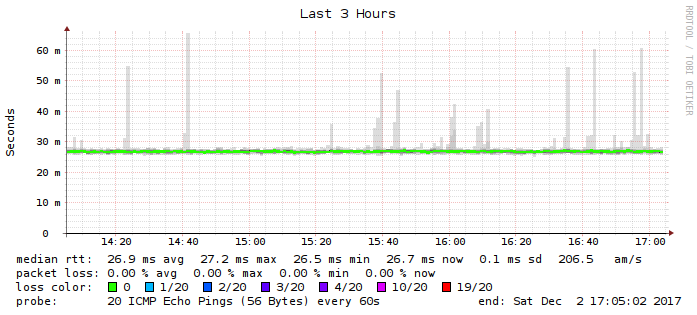 Last 3 Hours
RRDTOOL / TOBI OETIKER
Seconds
60 m
50 m
40 m
30 m
20 m
10 m
0
14:20 14:40 15:00 15:20 15:40 16:00 16:20 16:40 17:00
median rtt: 26.9 ms avg 27.2 ms max 26.5 ms min 26.7 ms now 0.1 ms sd 206.5 am/s
packet loss: 0.00 % avg 0.00 % max 0.00 % min 0.00 % now
loss color: 0 1/20 2/20 3/20 4/20 10/20 19/20
probe: 20 ICMP Echo Pings (56 Bytes) every 60s end: Sat Dec 2 17:05:02 2017